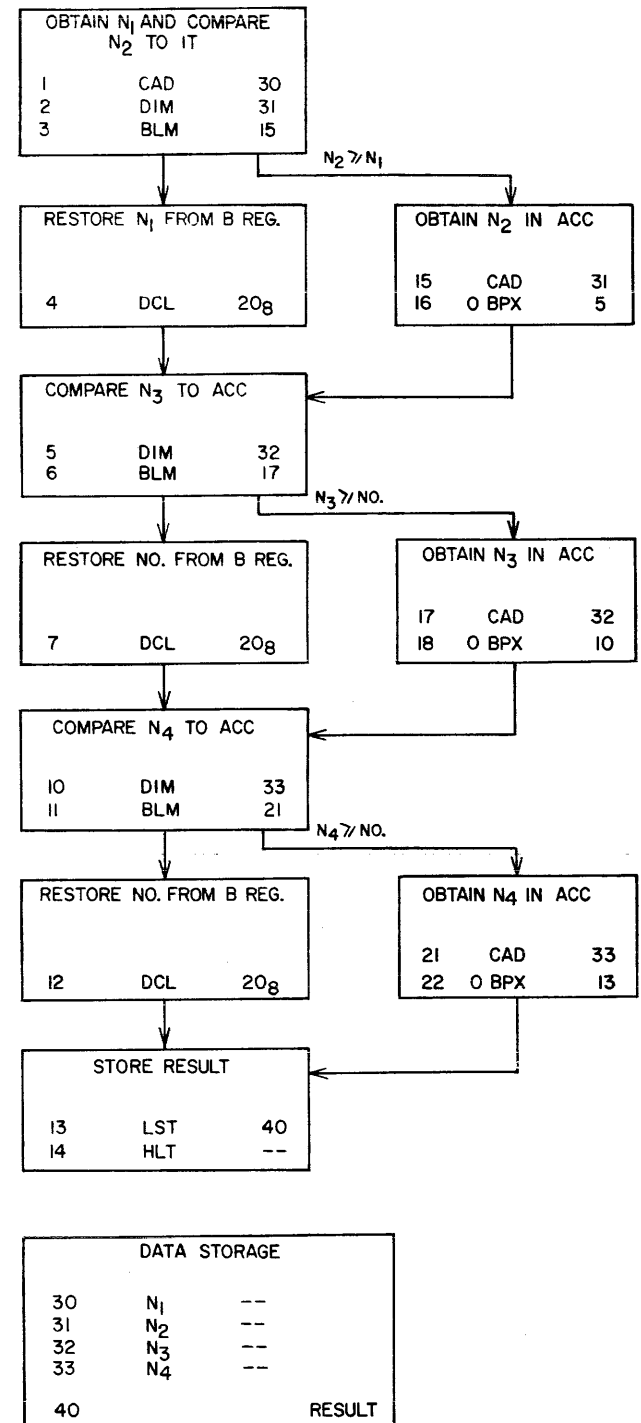 OBTAIN N₁ AND COMPARE
N₂ TO IT
1 CAD 30
2 DIM 31
3 BLM 15
N₂ ⩾ N₁
RESTORE N₁ FROM B REG.
4 DCL 20₈
OBTAIN N₂ IN ACC
15 CAD 31
16 0 BPX 5
COMPARE N₃ TO ACC
5 DIM 32
6 BLM 17
N₃ ⩾ NO.
RESTORE NO. FROM B REG.
7 DCL 20₈
OBTAIN N₃ IN ACC
17 CAD 32
18 0 BPX 10
COMPARE N₄ TO ACC
10 DIM 33
11 BLM 21
N₄ ⩾ NO.
RESTORE NO. FROM B REG.
12 DCL 20₈
OBTAIN N₄ IN ACC
21 CAD 33
22 0 BPX 13
STORE RESULT
13 LST 40
14 HLT --
DATA STORAGE
30 N₁ --
31 N₂ --
32 N₃ --
33 N₄ --
40 RESULT